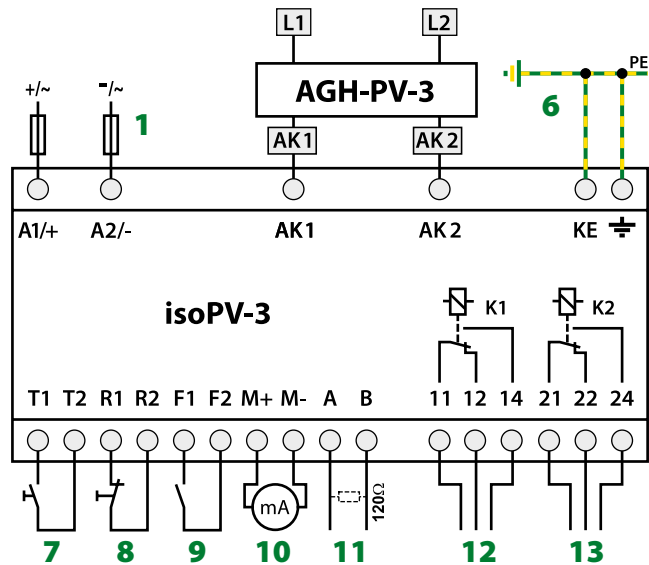 L1 L2
PE
+/~ -/~ 1
AGH-PV-3
6
AK1 AK2
A1/+ A2/- AK1 AK2 KE
isoPV-3
K1 K2
T1 T2 R1 R2 F1 F2 M+ M- A B 11 12 14 21 22 24
mA
120Ω
7 8 9 10 11 12 13